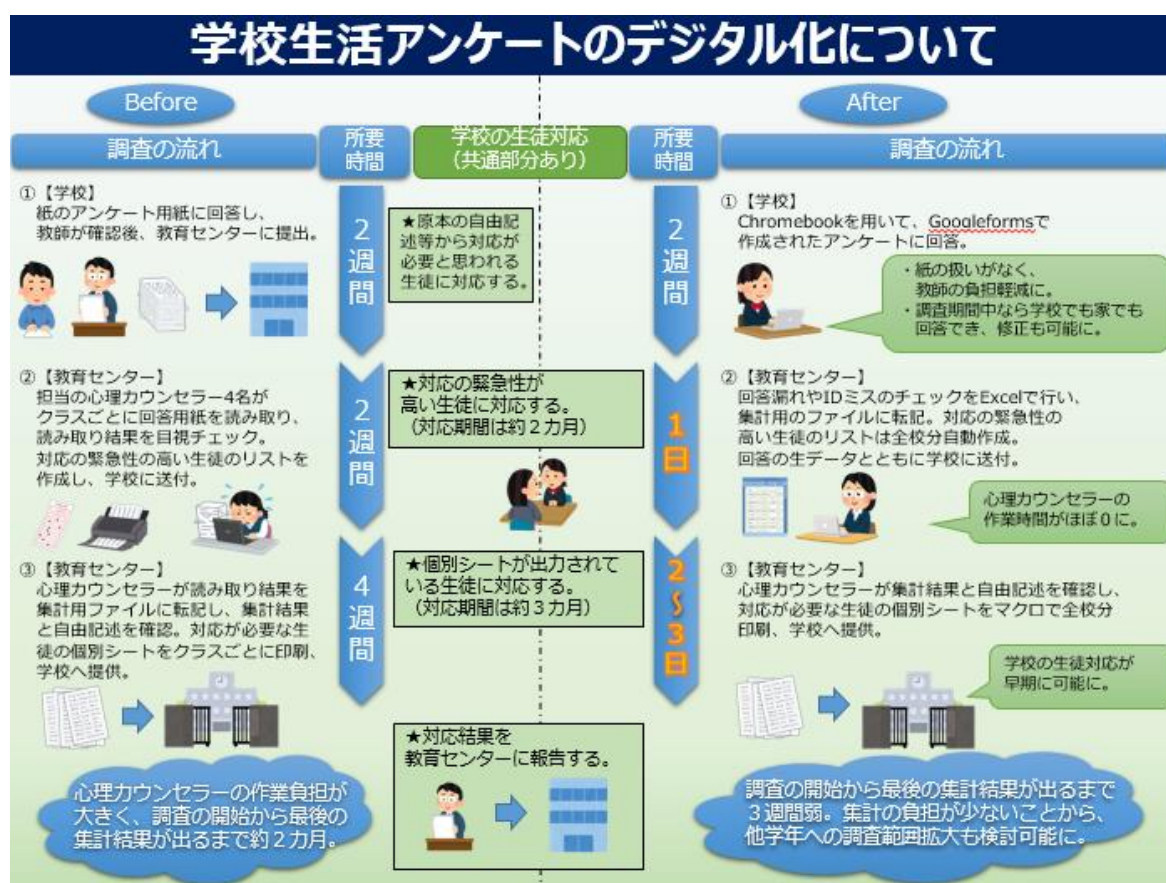 学校生活アンケートのデジタル化について
Before
調査の流れ
所要
時間
学校の生徒対応
(共通部分あり)
After
所要
時間
調査の流れ
①【学校】
紙のアンケート用紙に回答し、
教師が確認後、教育センターに提出。
2週間
★原本の自由記
述等から対応が
必要と思われる
生徒に対応する。
2週間
①【学校】
Chromebookを用いて、Googleformsで
作成されたアンケートに回答。
・紙の扱いがなく、
教師の負担軽減に。
・調査期間中なら学校でも家でも
回答でき、修正も可能に。
②【教育センター】
担当の心理カウンセラー4名が
クラスごとに回答用紙を読み取り、
読み取り結果を目視チェック。
対応の緊急性の高い生徒のリストを
作成し、学校に送付。
2週間
★対応の緊急性が
高い生徒に対応する。
(対応期間は約2カ月)
1日
②【教育センター】
回答漏れやIDミスのチェックをExcelで行い、
集計用のファイルに転記。対応の緊急性の
高い生徒のリストは全校分自動作成。
回答の生データとともに学校に送付。
心理カウンセラーの
作業時間がほぼ0に。
③【教育センター】
心理カウンセラーが読み取り結果を
集計用ファイルに転記し、集計結果
と自由記述を確認。対応が必要な生
徒の個別シートをクラスごとに印刷、
学校へ提供。
4週間
★個別シートが出力されて
いる生徒に対応する。
(対応期間は約3カ月)
2～3日
③【教育センター】
心理カウンセラーが集計結果と自由記述を確認し、
対応が必要な生徒の個別シートをマクロで全校分
印刷、学校へ提供。
学校の生徒対応が
早期に可能に。
★対応結果を
教育センターに報告する。
心理カウンセラーの作業負担が
大きく、調査の開始から最後の
集計結果が出るまで約2カ月。
調査の開始から最後の集計結果が出るまで
3週間弱。集計の負担が少ないことから、
他学年への調査範囲拡大も検討可能に。